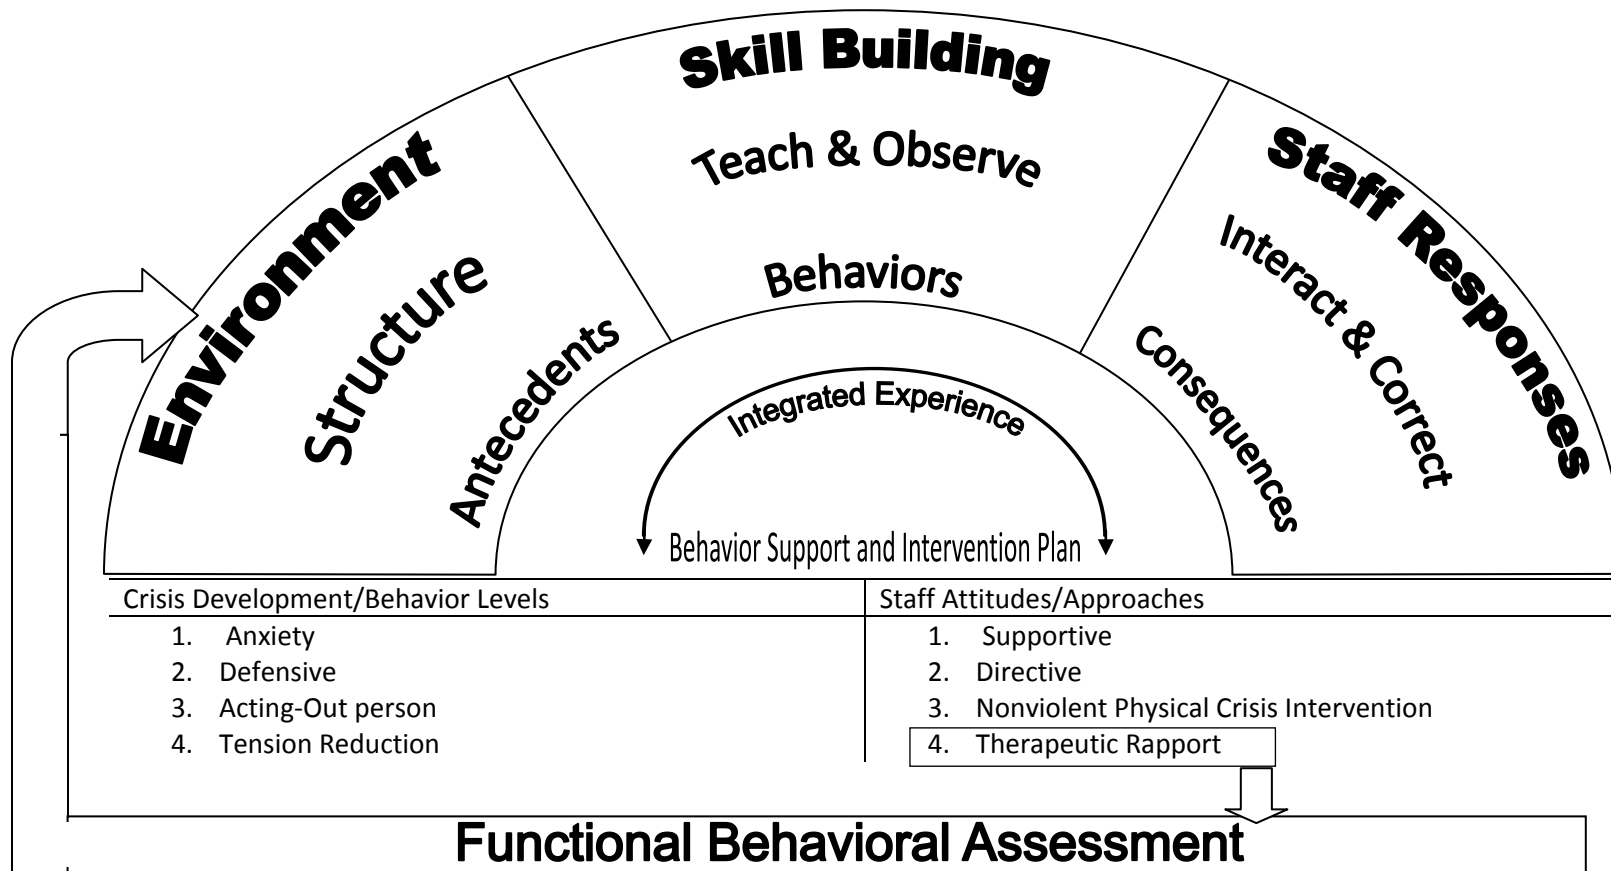 Skill Building
Teach & Observe
Behaviors
Environment
Structure
Antecedents
Staff Responses
Interact & Correct
Consequences
Integrated Experience
Behavior Support and Intervention Plan
Crisis Development/Behavior Levels
1. Anxiety
2. Defensive
3. Acting-Out person
4. Tension Reduction
Staff Attitudes/Approaches
1. Supportive
2. Directive
3. Nonviolent Physical Crisis Intervention
4. Therapeutic Rapport
Functional Behavioral Assessment